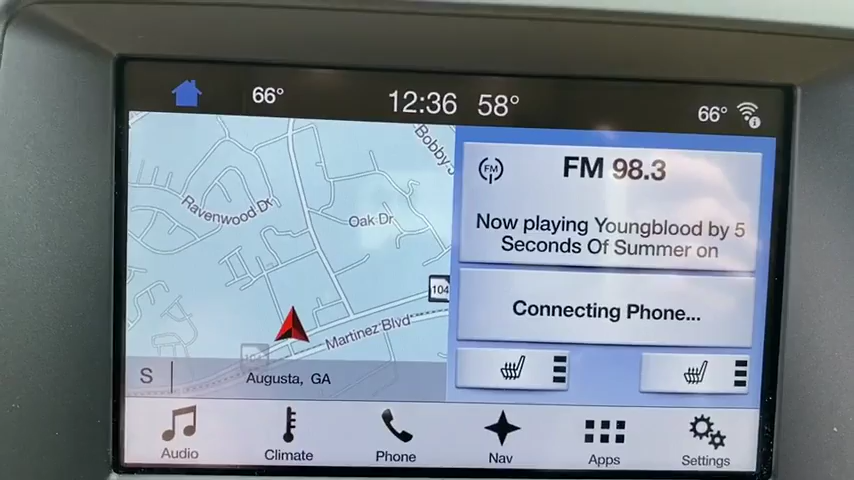 66°
12:36 58°
66°
Bobby
Ravenwood Dr
Oak Dr
104
Martinez Blvd
104
S
Augusta, GA
FM
FM 98.3
Now playing Youngblood by 5
Seconds Of Summer on
Connecting Phone...
Audio
Climate
Phone
Nav
Apps
Settings